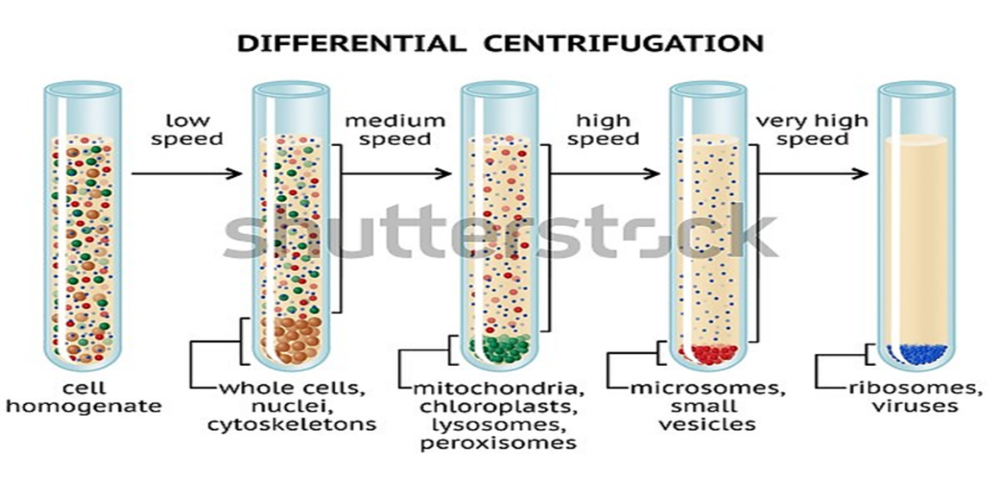 DIFFERENTIAL CENTRIFUGATION
low
speed
medium
speed
high
speed
very high
speed
shutterstock
cell
homogenate
whole cells,
nuclei,
cytoskeletons
mitochondria,
chloroplasts,
lysosomes,
peroxisomes
microsomes,
small
vesicles
ribosomes,
viruses